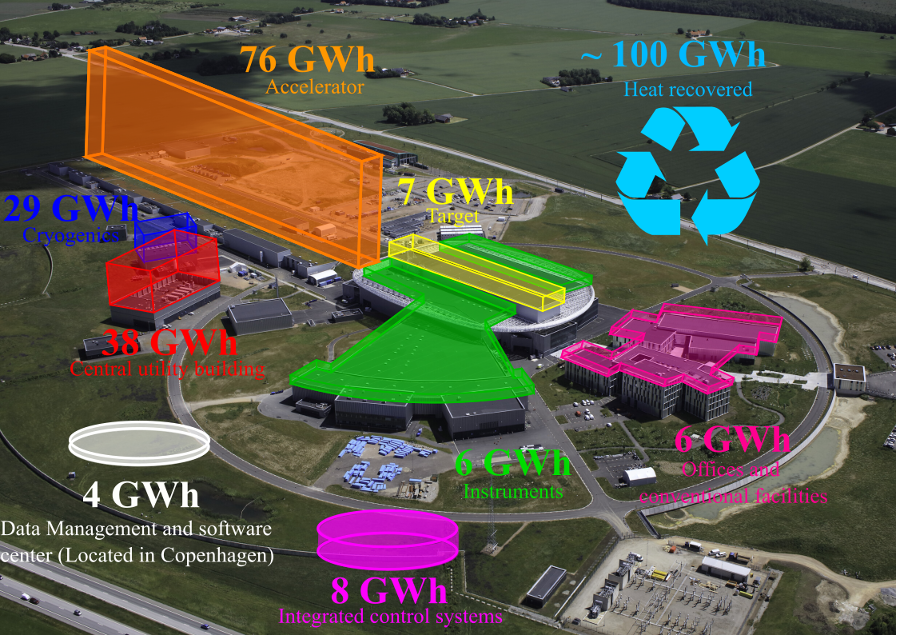 76 GWh
Accelerator
~ 100 GWh
Heat recovered
7 GWh
Target
29 GWh
Cryogenics
38 GWh
Central utility building
6 GWh
Instruments
6 GWh
Offices and
conventional facilities
4 GWh
Data Management and software
center (Located in Copenhagen)
8 GWh
Integrated control systems